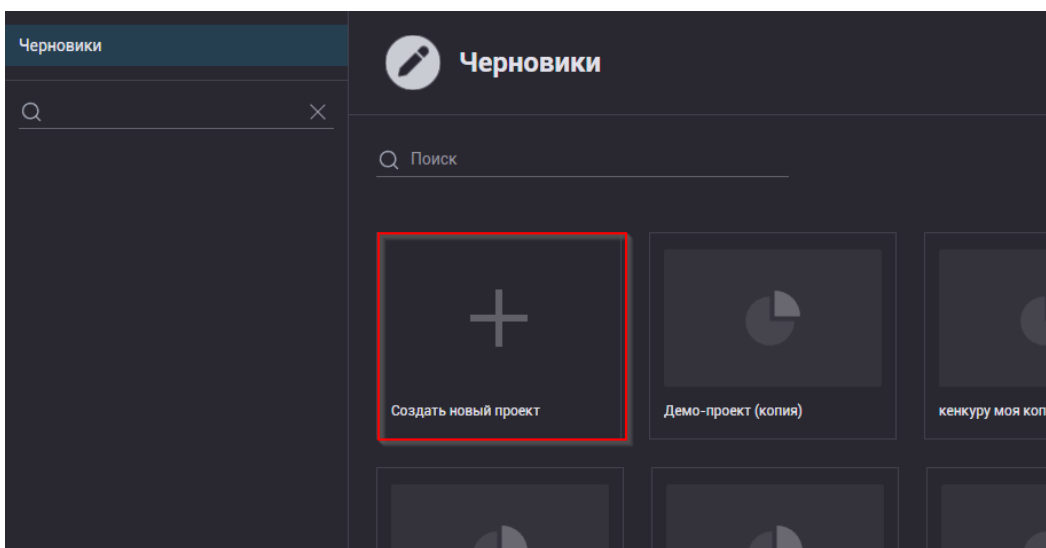 Черновики
Черновики
Поиск
Создать новый проект
Демо-проект (копия)
кенкуру моя коп